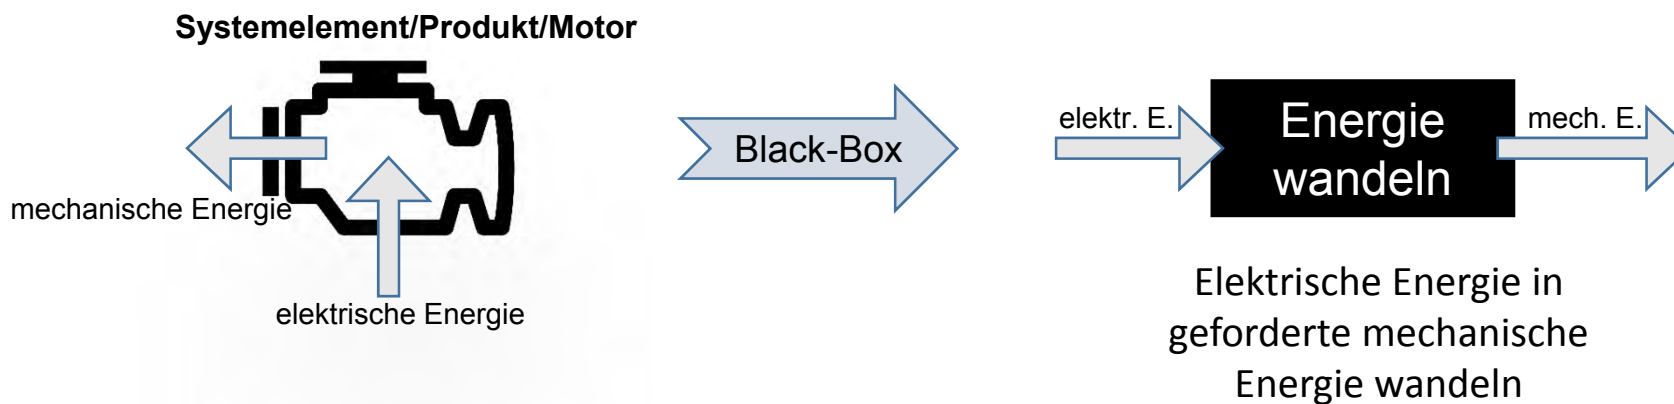 Systemelement/Produkt/Motor
mechanische Energie
elektrische Energie
Black-Box
elektr. E.
Energie
wandeln
mech. E.
Elektrische Energie in
geforderte mechanische
Energie wandeln